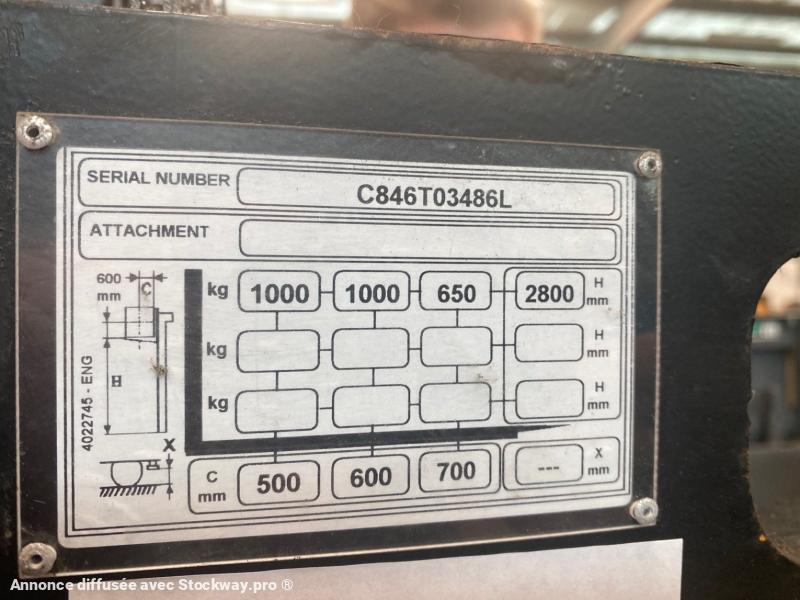 SERIAL NUMBER C846T03486L
ATTACHMENT
600 mm C
kg 1000 1000 650 2800 H mm
kg H mm
H
kg H mm
X
C mm 500 600 700 --- X mm
4022745 - ENG
Annonce diffusée avec Stockway.pro ®